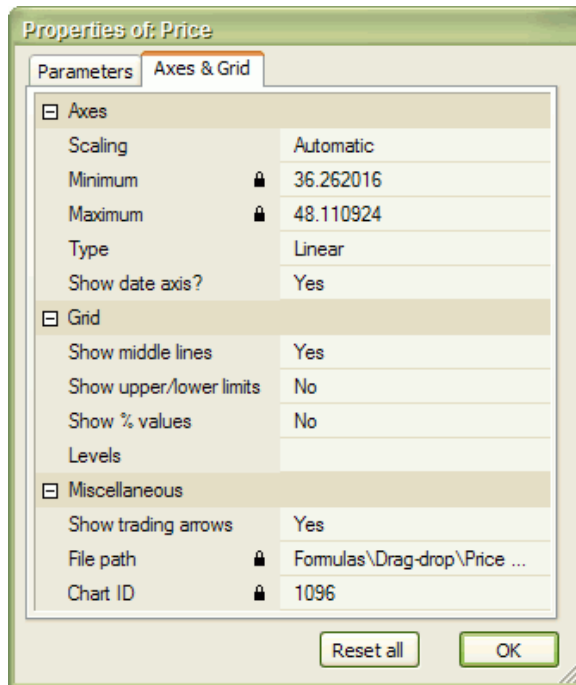 Properties of: Price
Parameters Axes & Grid
Axes
Scaling Automatic
Minimum 36.262016
Maximum 48.110924
Type Linear
Show date axis? Yes
Grid
Show middle lines Yes
Show upper/lower limits No
Show % values No
Levels
Miscellaneous
Show trading arrows Yes
File path Formulas\Drag-drop\Price ...
Chart ID 1096
Reset all OK